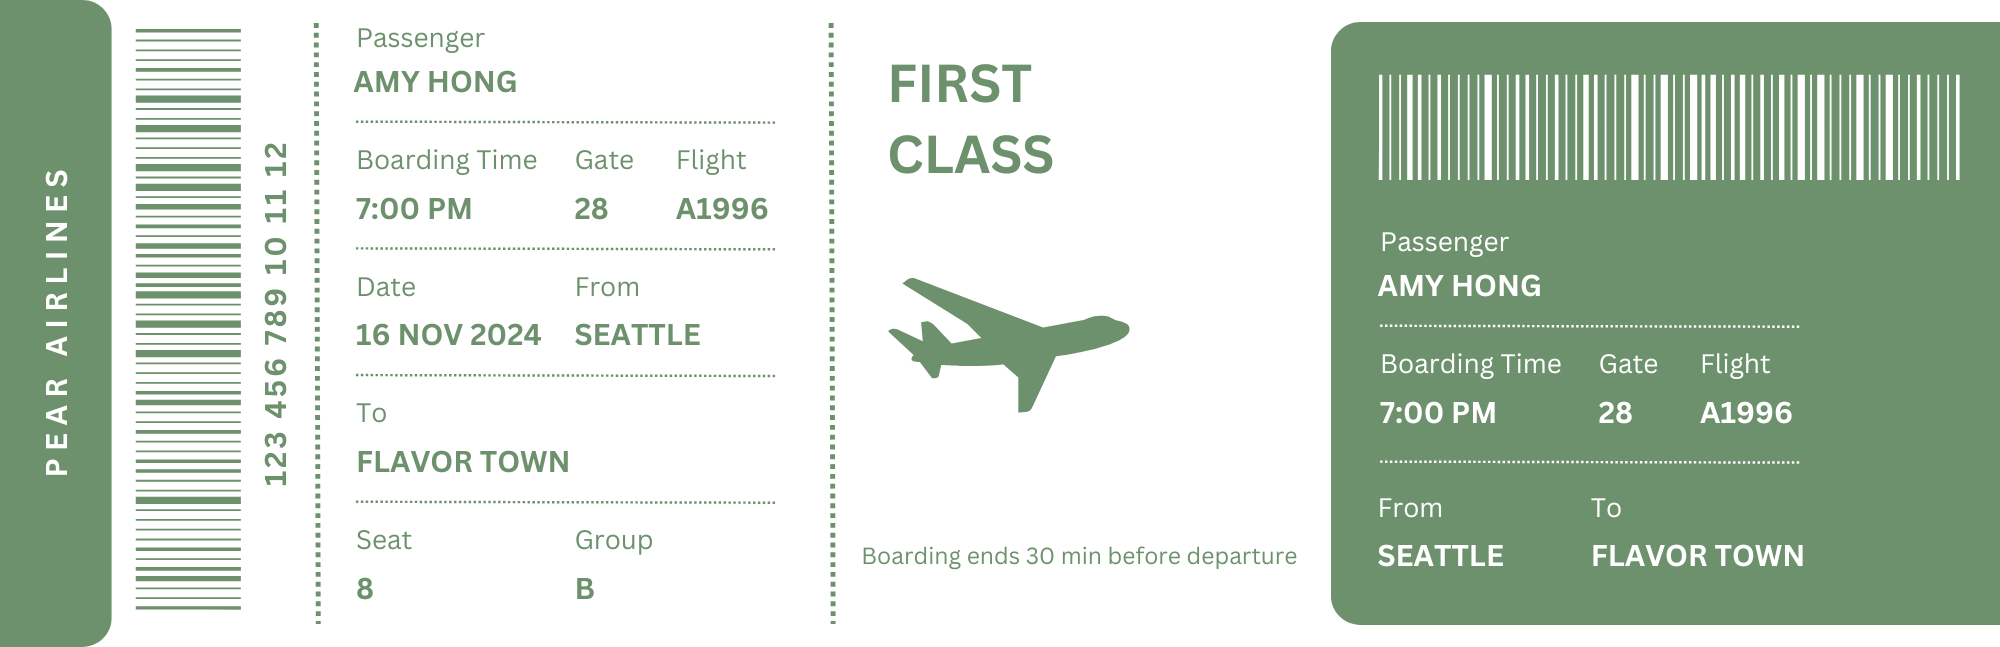 PEAR AIRLINES
123 456 789 10 11 12
Passenger
AMY HONG
Boarding Time Gate Flight
7:00 PM 28 A1996
Date From
16 NOV 2024 SEATTLE
To
FLAVOR TOWN
Seat Group
8 B
FIRST
CLASS
Boarding ends 30 min before departure
Passenger
AMY HONG
Boarding Time Gate Flight
7:00 PM 28 A1996
From To
SEATTLE FLAVOR TOWN